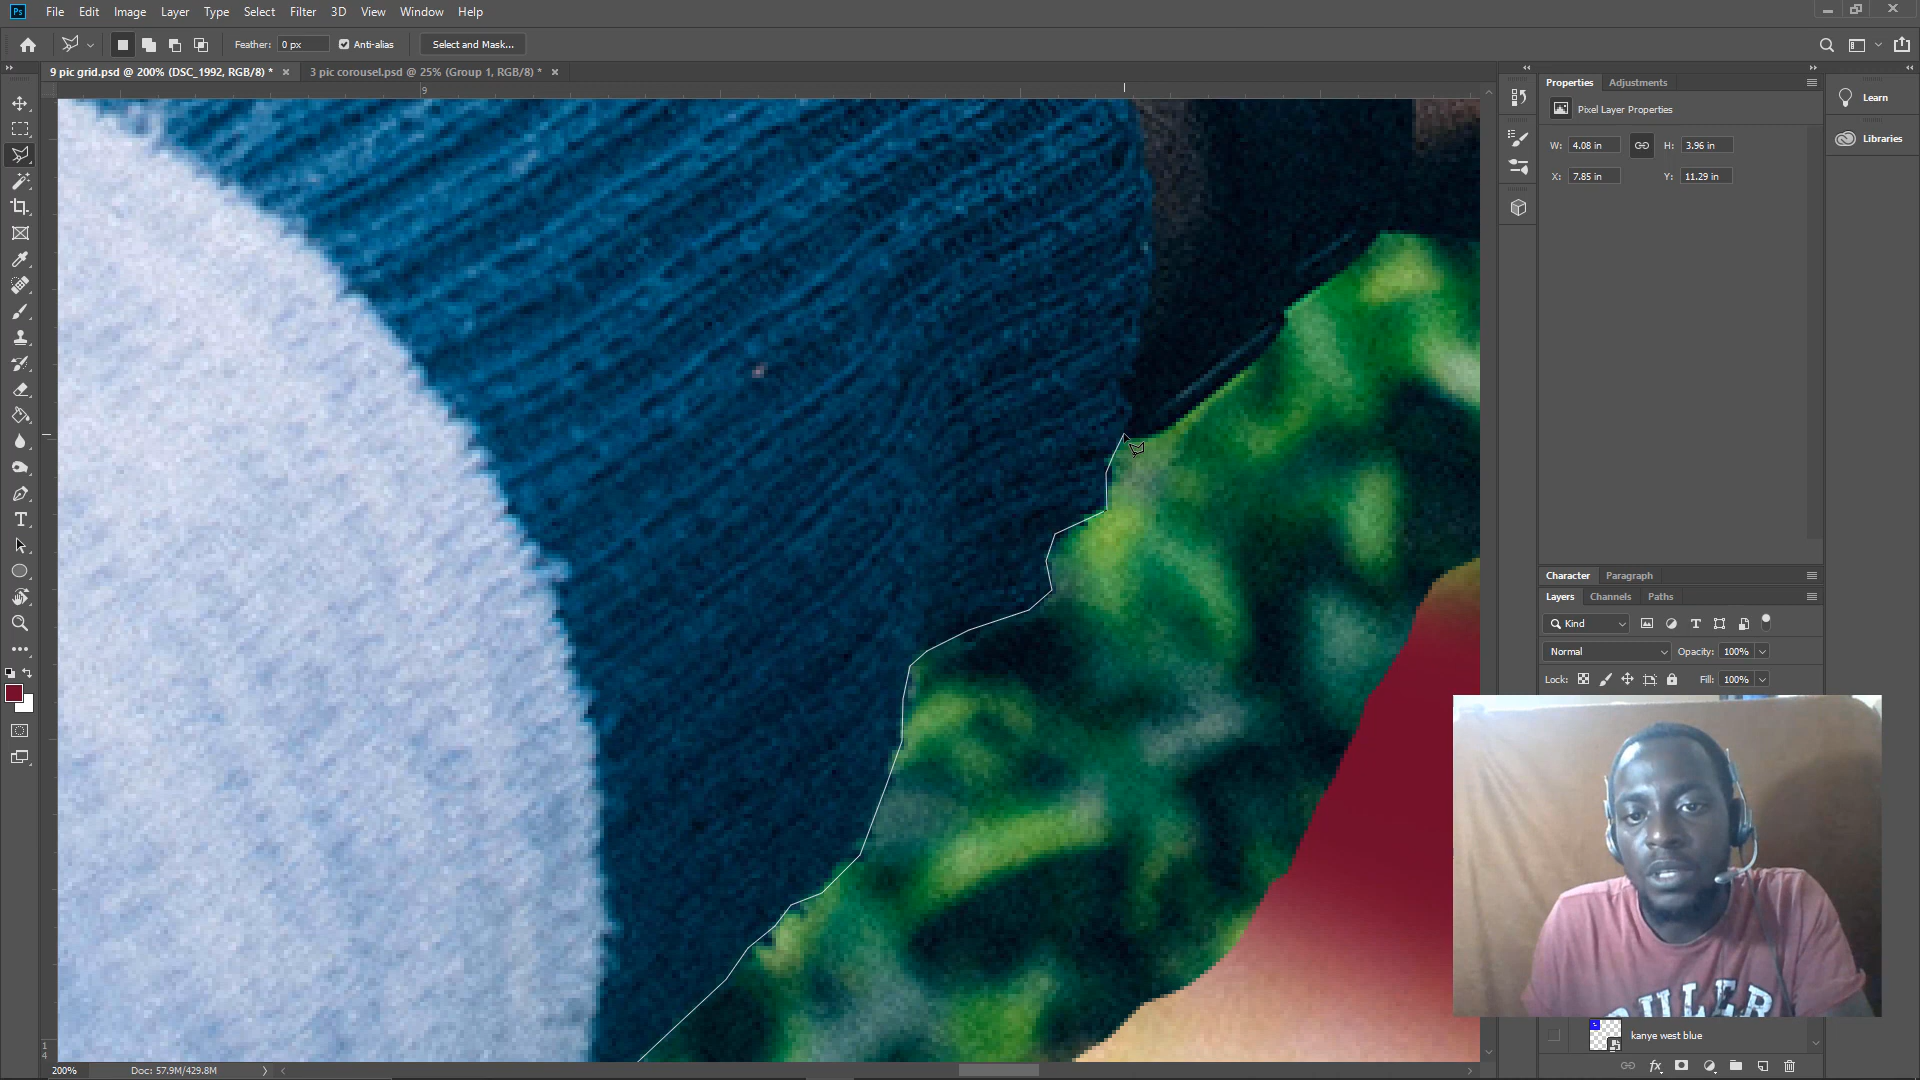 Ps File Edit Image Layer Type Select Filter 3D View Window Help
Feather: 0 px Anti-alias Select and Mask...
9 pic grid.psd @ 200% (DSC_1992, RGB/8) * × 3 pic corousel.psd @ 25% (Group 1, RGB/8) * ×
9
Properties Adjustments
Learn
Pixel Layer Properties
Libraries
W: 4.08 in H: 3.96 in
X: 7.85 in Y: 11.29 in
Character Paragraph
Layers Channels Paths
Kind
Normal Opacity: 100%
Lock: Fill: 100%
kanye west blue
1
4
200% Doc: 57.9M/429.8M